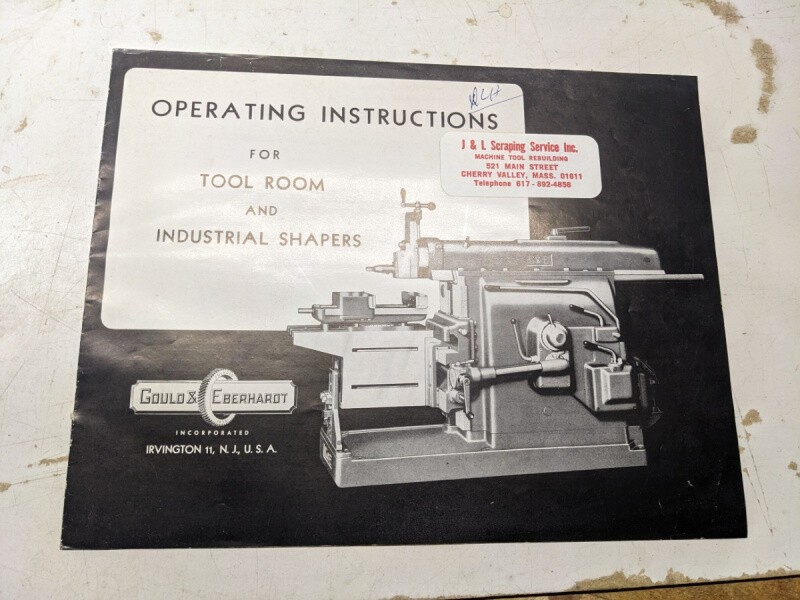 OPERATING INSTRUCTIONS
FOR
TOOL ROOM
AND
INDUSTRIAL SHAPERS
J & L Scraping Service Inc.
MACHINE TOOL REBUILDING
521 MAIN STREET
CHERRY VALLEY, MASS. 01611
Telephone 617-892-4856
G & E
GOULD & EBERHARDT
INCORPORATED
IRVINGTON 11, N. J., U. S. A.